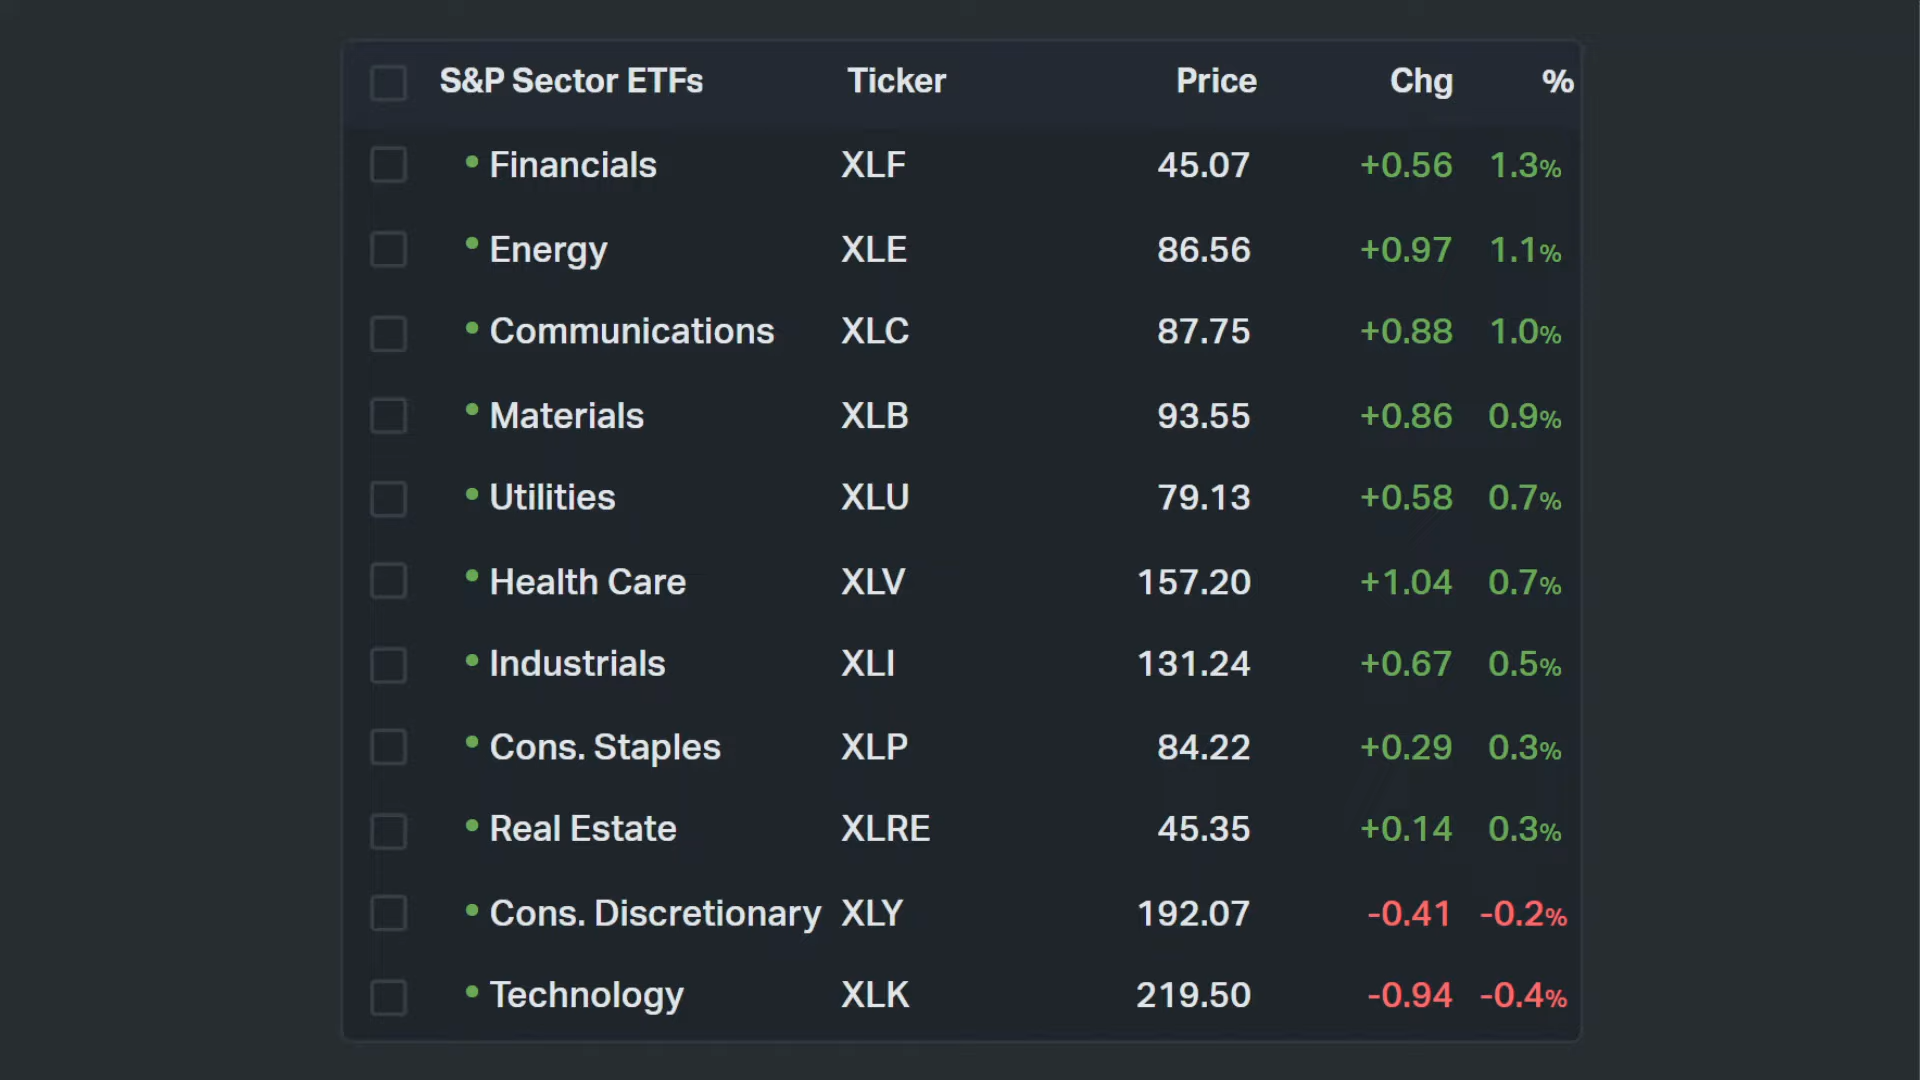 S&P Sector ETFs Ticker Price Chg %
• Financials XLF 45.07 +0.56 1.3%
• Energy XLE 86.56 +0.97 1.1%
• Communications XLC 87.75 +0.88 1.0%
• Materials XLB 93.55 +0.86 0.9%
• Utilities XLU 79.13 +0.58 0.7%
• Health Care XLV 157.20 +1.04 0.7%
• Industrials XLI 131.24 +0.67 0.5%
• Cons. Staples XLP 84.22 +0.29 0.3%
• Real Estate XLRE 45.35 +0.14 0.3%
• Cons. Discretionary XLY 192.07 -0.41 -0.2%
• Technology XLK 219.50 -0.94 -0.4%